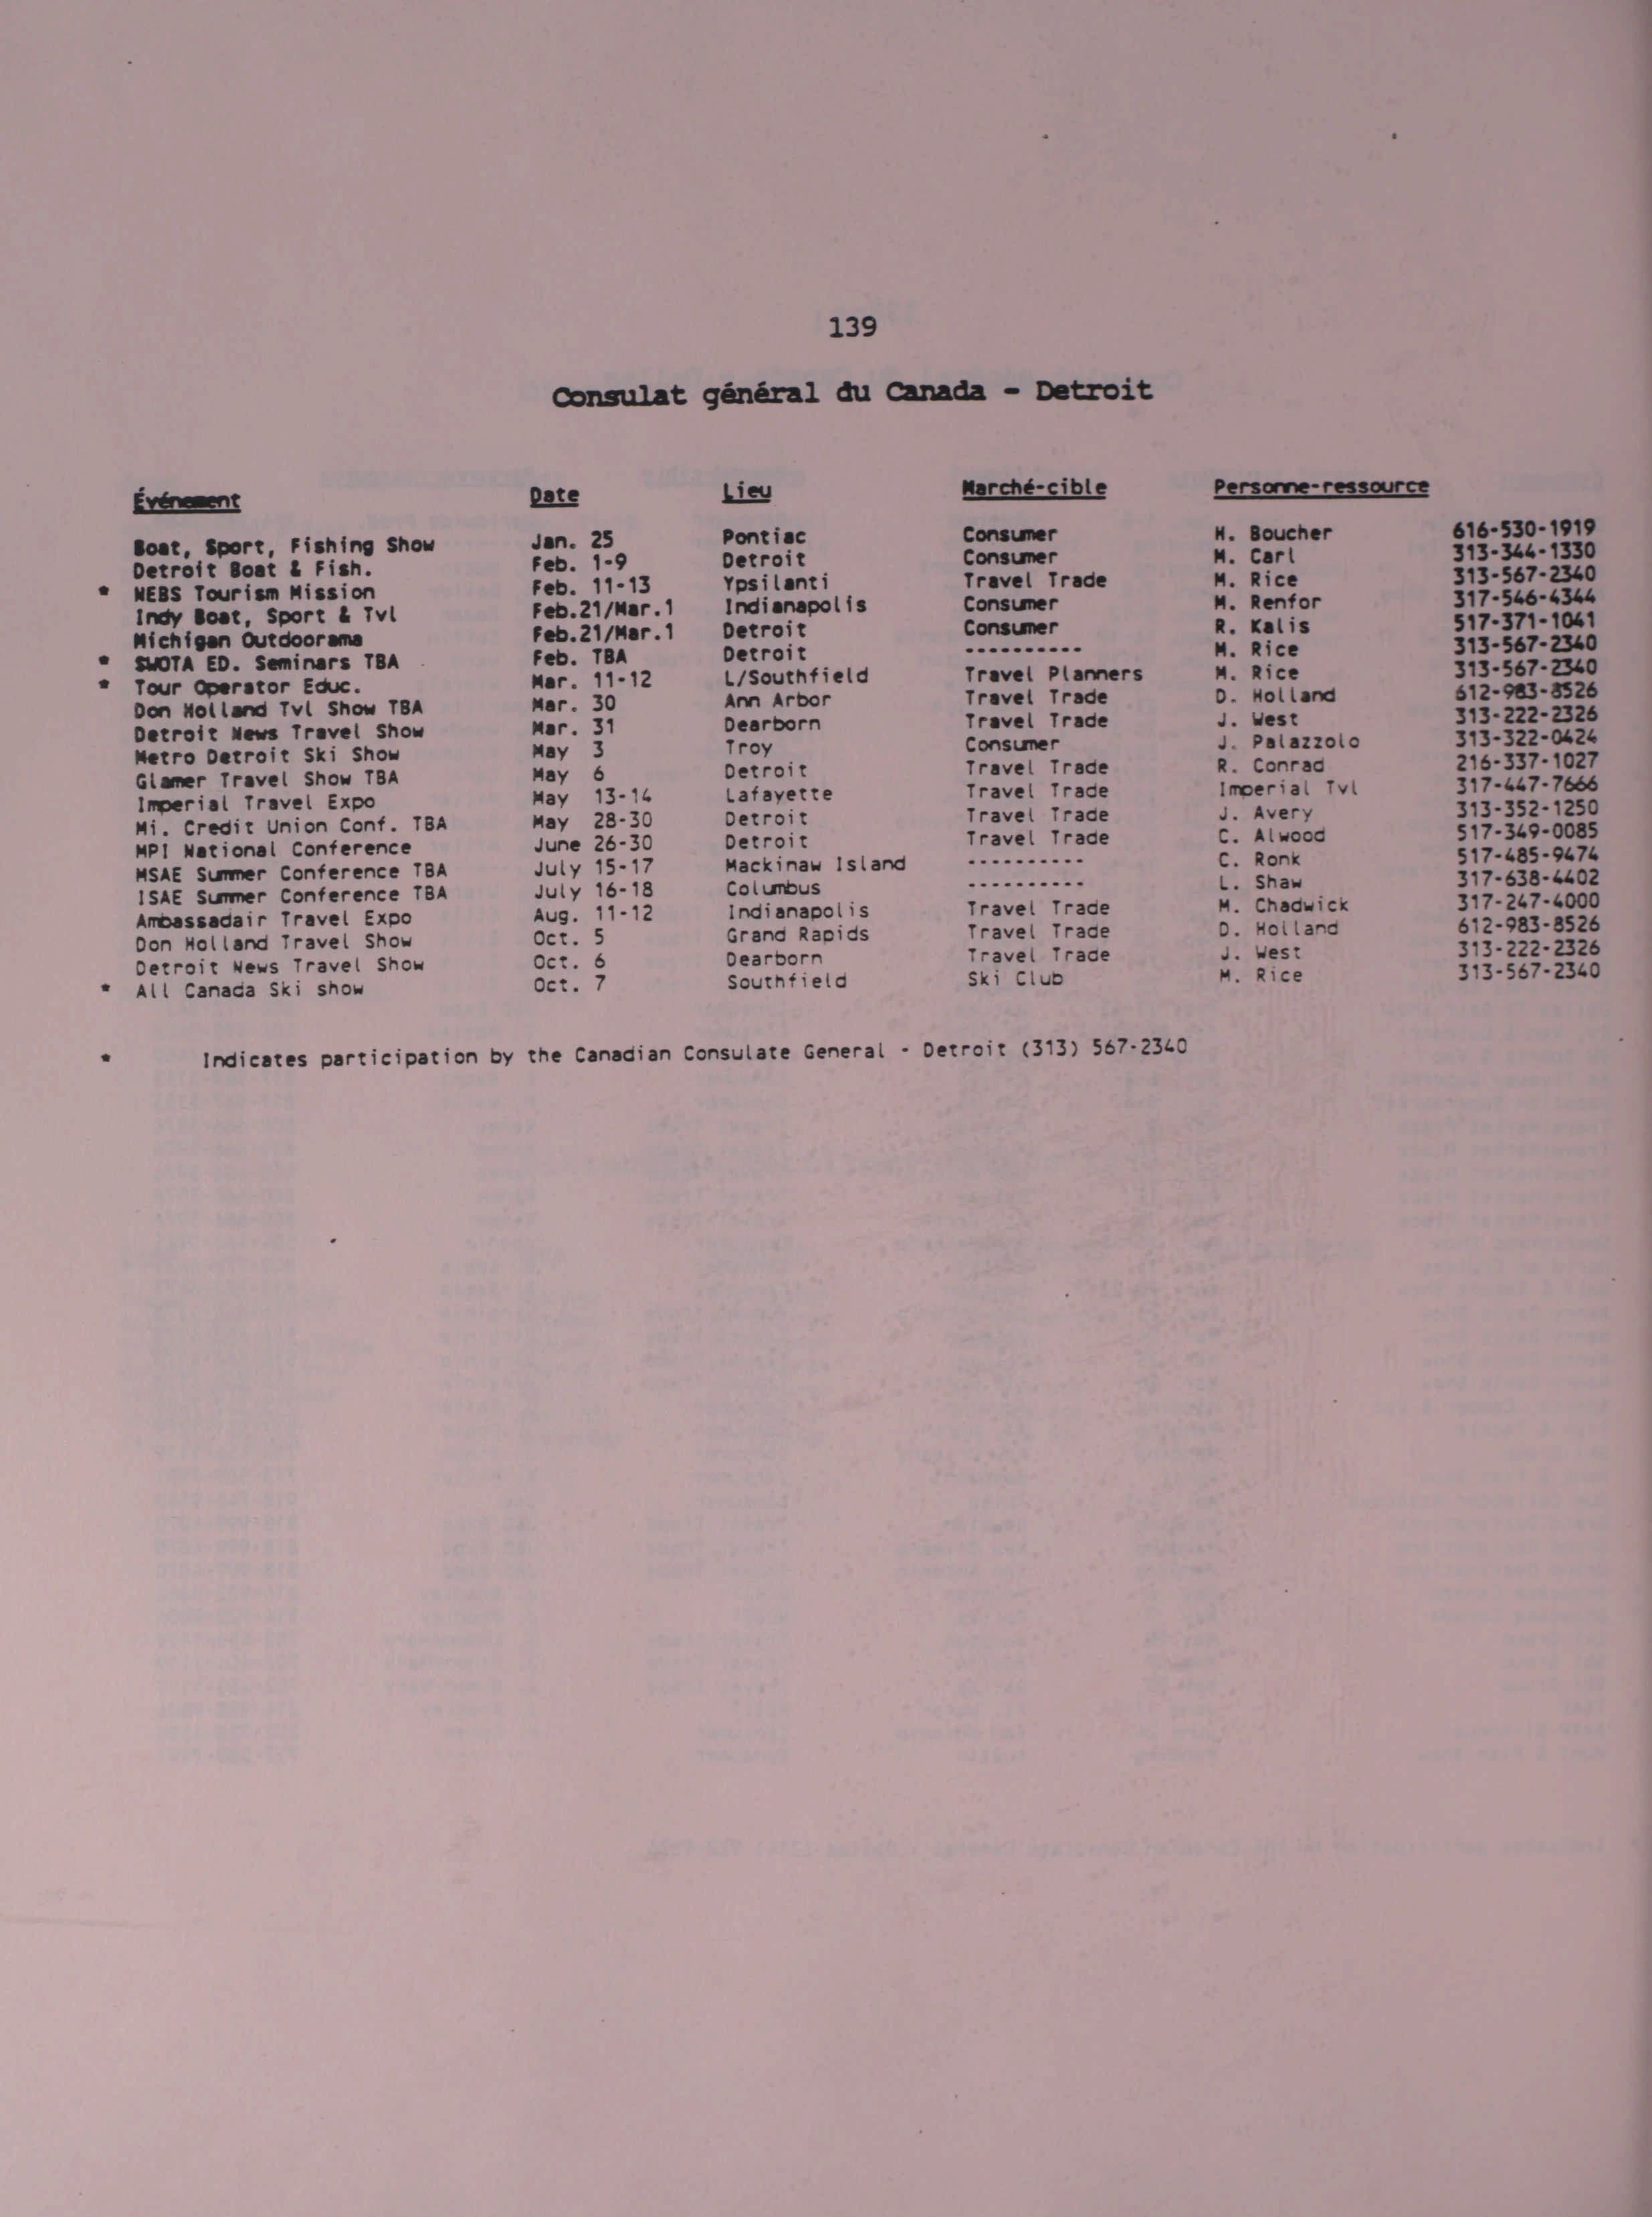 139
Consulat général du Canada - Detroit
Événement Date Lieu Marché-cible Personne-ressource
Boat, Sport, Fishing Show Jan. 25 Pontiac Consumer H. Boucher 616-530-1919
Detroit Boat & Fish. Feb. 1-9 Detroit Consumer M. Carl 313-344-1330
* NEBS Tourism Mission Feb. 11-13 Ypsilanti Travel Trade M. Rice 313-567-2340
Indy Boat, Sport & Tvl Feb.21/Mar.1 Indianapolis Consumer M. Renfor 317-546-4344
Michigan Outdoorama Feb.21/Mar.1 Detroit Consumer R. Kalis 517-371-1041
* SWOTA ED. Seminars TBA Feb. TBA Detroit ---------- M. Rice 313-567-2340
* Tour Operator Educ. Mar. 11-12 L/Southfield Travel Planners M. Rice 313-567-2340
Don Holland Tvl Show TBA Mar. 30 Ann Arbor Travel Trade D. Holland 612-983-8526
Detroit News Travel Show Mar. 31 Dearborn Travel Trade J. West 313-222-2326
Metro Detroit Ski Show May 3 Troy Consumer J. Palazzolo 313-322-0424
Glamer Travel Show TBA May 6 Detroit Travel Trade R. Conrad 216-337-1027
Imperial Travel Expo May 13-14 Lafayette Travel Trade Imperial Tvl 317-447-7666
Mi. Credit Union Conf. TBA May 28-30 Detroit Travel Trade J. Avery 313-352-1250
MPI National Conference June 26-30 Detroit Travel Trade C. Alwood 517-349-0085
MSAE Summer Conference TBA July 15-17 Mackinaw Island ---------- C. Ronk 517-485-9474
ISAE Summer Conference TBA July 16-18 Columbus ---------- L. Shaw 317-638-4402
Ambassadair Travel Expo Aug. 11-12 Indianapolis Travel Trade M. Chadwick 317-247-4000
Don Holland Travel Show Oct. 5 Grand Rapids Travel Trade D. Holland 612-983-8526
Detroit News Travel Show Oct. 6 Dearborn Travel Trade J. West 313-222-2326
* All Canada Ski show Oct. 7 Southfield Ski Club M. Rice 313-567-2340
* Indicates participation by the Canadian Consulate General - Detroit (313) 567-2340